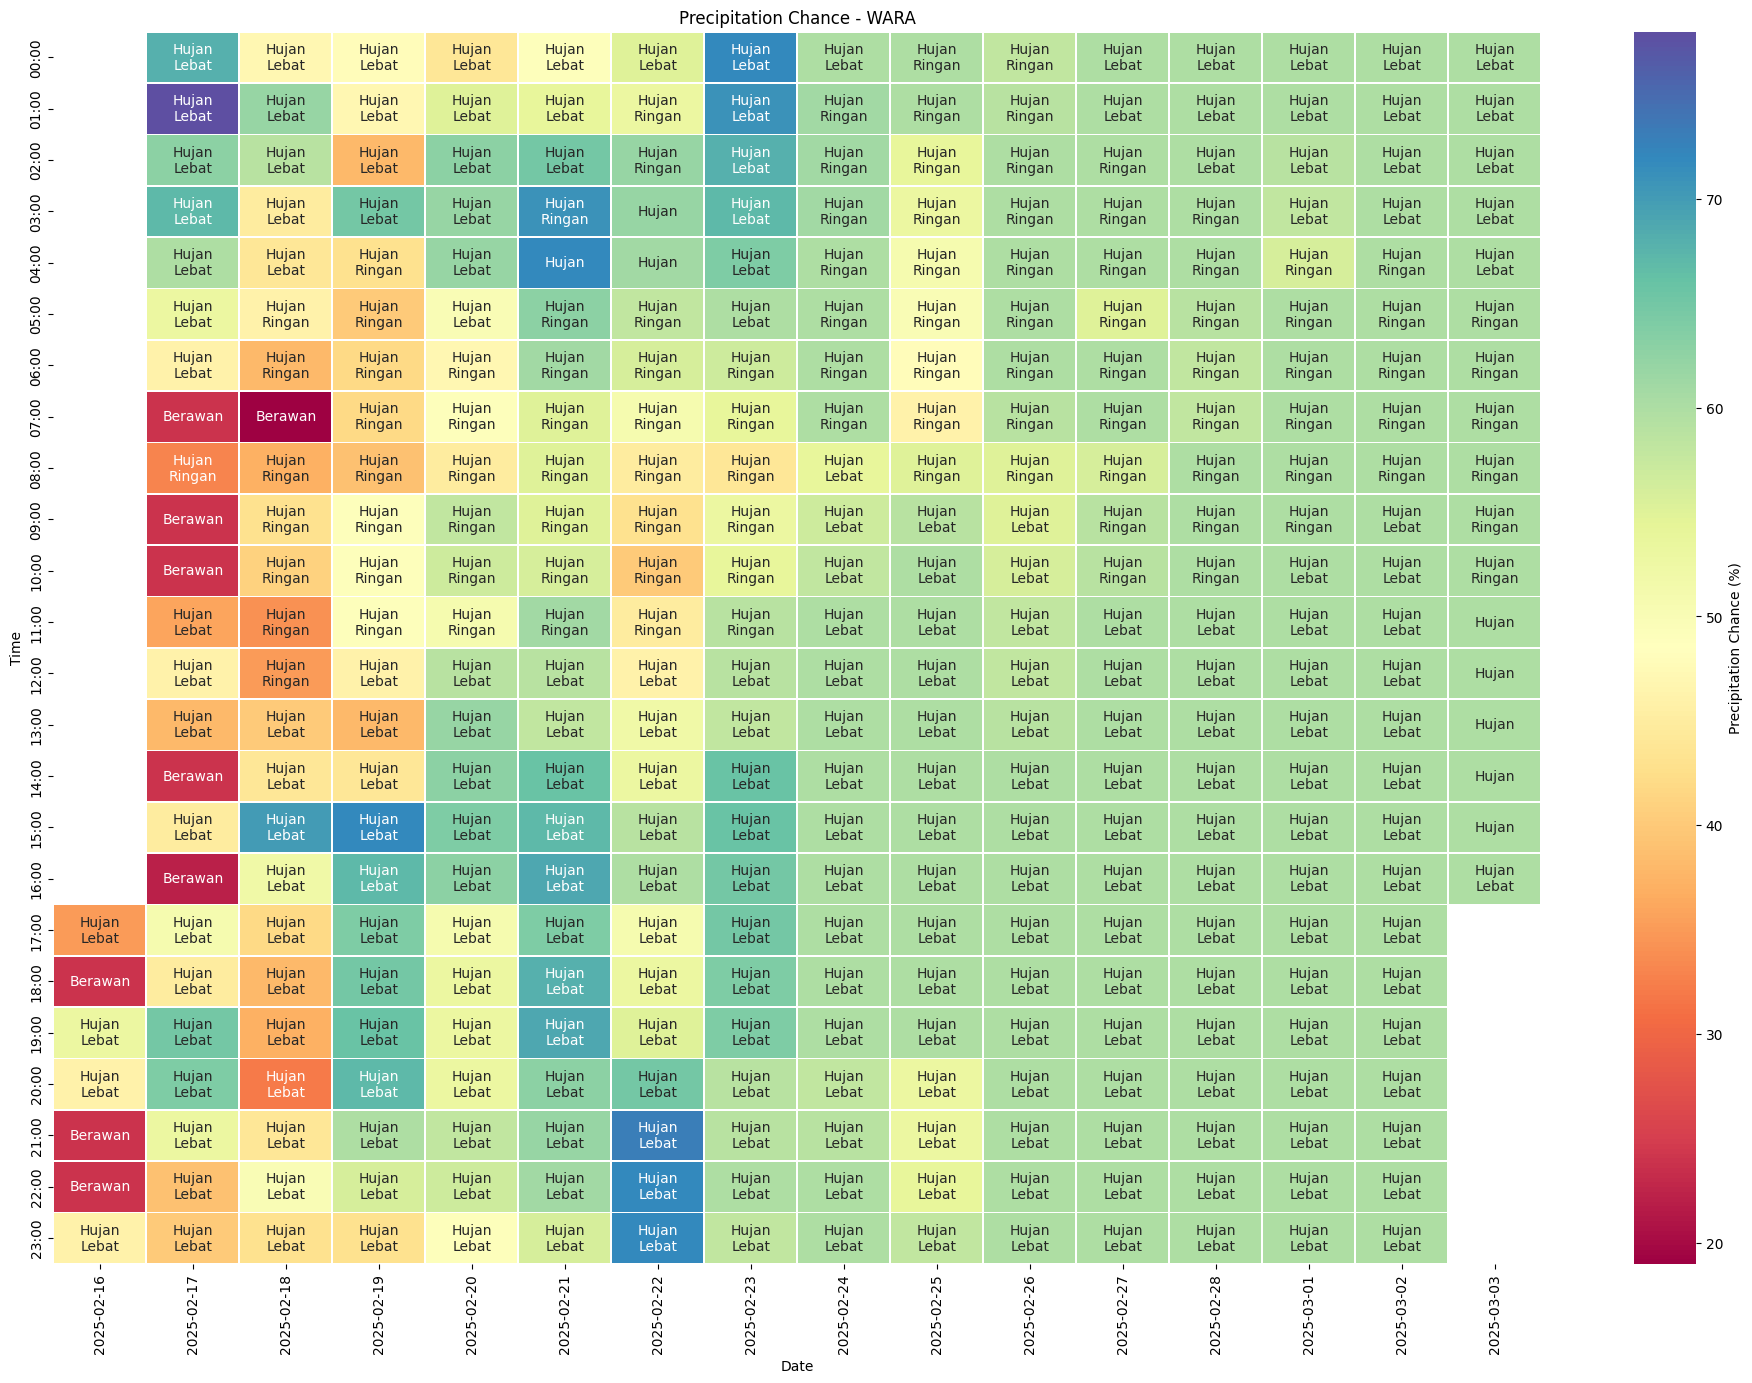 Precipitation Chance - WARA
00:00 Hujan Lebat Hujan Lebat Hujan Lebat Hujan Lebat Hujan Lebat Hujan Lebat Hujan Lebat Hujan Lebat Hujan Ringan Hujan Ringan Hujan Lebat Hujan Lebat Hujan Lebat Hujan Lebat Hujan Lebat
01:00 Hujan Lebat Hujan Lebat Hujan Lebat Hujan Lebat Hujan Lebat Hujan Ringan Hujan Lebat Hujan Ringan Hujan Ringan Hujan Ringan Hujan Lebat Hujan Lebat Hujan Lebat Hujan Lebat Hujan Lebat
02:00 Hujan Lebat Hujan Lebat Hujan Lebat Hujan Lebat Hujan Lebat Hujan Ringan Hujan Lebat Hujan Ringan Hujan Ringan Hujan Ringan Hujan Ringan Hujan Lebat Hujan Lebat Hujan Lebat Hujan Lebat
03:00 Hujan Lebat Hujan Lebat Hujan Lebat Hujan Lebat Hujan Ringan Hujan Hujan Lebat Hujan Ringan Hujan Ringan Hujan Ringan Hujan Ringan Hujan Ringan Hujan Lebat Hujan Lebat Hujan Lebat
04:00 Hujan Lebat Hujan Lebat Hujan Ringan Hujan Lebat Hujan Hujan Hujan Lebat Hujan Ringan Hujan Ringan Hujan Ringan Hujan Ringan Hujan Ringan Hujan Ringan Hujan Ringan Hujan Lebat
05:00 Hujan Lebat Hujan Ringan Hujan Ringan Hujan Lebat Hujan Ringan Hujan Ringan Hujan Lebat Hujan Ringan Hujan Ringan Hujan Ringan Hujan Ringan Hujan Ringan Hujan Ringan Hujan Ringan Hujan Ringan
06:00 Hujan Lebat Hujan Ringan Hujan Ringan Hujan Ringan Hujan Ringan Hujan Ringan Hujan Ringan Hujan Ringan Hujan Ringan Hujan Ringan Hujan Ringan Hujan Ringan Hujan Ringan Hujan Ringan Hujan Ringan
07:00 Berawan Berawan Hujan Ringan Hujan Ringan Hujan Ringan Hujan Ringan Hujan Ringan Hujan Ringan Hujan Ringan Hujan Ringan Hujan Ringan Hujan Ringan Hujan Ringan Hujan Ringan Hujan Ringan
08:00 Hujan Ringan Hujan Ringan Hujan Ringan Hujan Ringan Hujan Ringan Hujan Ringan Hujan Ringan Hujan Lebat Hujan Ringan Hujan Ringan Hujan Ringan Hujan Ringan Hujan Ringan Hujan Ringan Hujan Ringan
09:00 Berawan Hujan Ringan Hujan Ringan Hujan Ringan Hujan Ringan Hujan Ringan Hujan Ringan Hujan Lebat Hujan Lebat Hujan Lebat Hujan Ringan Hujan Ringan Hujan Ringan Hujan Lebat Hujan Ringan
10:00 Berawan Hujan Ringan Hujan Ringan Hujan Ringan Hujan Ringan Hujan Ringan Hujan Ringan Hujan Lebat Hujan Lebat Hujan Lebat Hujan Ringan Hujan Ringan Hujan Lebat Hujan Lebat Hujan Ringan
11:00 Hujan Lebat Hujan Ringan Hujan Ringan Hujan Ringan Hujan Ringan Hujan Ringan Hujan Ringan Hujan Lebat Hujan Lebat Hujan Lebat Hujan Lebat Hujan Lebat Hujan Lebat Hujan Lebat Hujan
12:00 Hujan Lebat Hujan Ringan Hujan Lebat Hujan Lebat Hujan Lebat Hujan Lebat Hujan Lebat Hujan Lebat Hujan Lebat Hujan Lebat Hujan Lebat Hujan Lebat Hujan Lebat Hujan Lebat Hujan
13:00 Hujan Lebat Hujan Lebat Hujan Lebat Hujan Lebat Hujan Lebat Hujan Lebat Hujan Lebat Hujan Lebat Hujan Lebat Hujan Lebat Hujan Lebat Hujan Lebat Hujan Lebat Hujan Lebat Hujan
14:00 Berawan Hujan Lebat Hujan Lebat Hujan Lebat Hujan Lebat Hujan Lebat Hujan Lebat Hujan Lebat Hujan Lebat Hujan Lebat Hujan Lebat Hujan Lebat Hujan Lebat Hujan Lebat Hujan
15:00 Hujan Lebat Hujan Lebat Hujan Lebat Hujan Lebat Hujan Lebat Hujan Lebat Hujan Lebat Hujan Lebat Hujan Lebat Hujan Lebat Hujan Lebat Hujan Lebat Hujan Lebat Hujan Lebat Hujan
16:00 Berawan Hujan Lebat Hujan Lebat Hujan Lebat Hujan Lebat Hujan Lebat Hujan Lebat Hujan Lebat Hujan Lebat Hujan Lebat Hujan Lebat Hujan Lebat Hujan Lebat Hujan Lebat Hujan Lebat
17:00 Hujan Lebat Hujan Lebat Hujan Lebat Hujan Lebat Hujan Lebat Hujan Lebat Hujan Lebat Hujan Lebat Hujan Lebat Hujan Lebat Hujan Lebat Hujan Lebat Hujan Lebat Hujan Lebat Hujan Lebat
18:00 Berawan Hujan Lebat Hujan Lebat Hujan Lebat Hujan Lebat Hujan Lebat Hujan Lebat Hujan Lebat Hujan Lebat Hujan Lebat Hujan Lebat Hujan Lebat Hujan Lebat Hujan Lebat Hujan Lebat
19:00 Hujan Lebat Hujan Lebat Hujan Lebat Hujan Lebat Hujan Lebat Hujan Lebat Hujan Lebat Hujan Lebat Hujan Lebat Hujan Lebat Hujan Lebat Hujan Lebat Hujan Lebat Hujan Lebat Hujan Lebat
20:00 Hujan Lebat Hujan Lebat Hujan Lebat Hujan Lebat Hujan Lebat Hujan Lebat Hujan Lebat Hujan Lebat Hujan Lebat Hujan Lebat Hujan Lebat Hujan Lebat Hujan Lebat Hujan Lebat Hujan Lebat
21:00 Berawan Hujan Lebat Hujan Lebat Hujan Lebat Hujan Lebat Hujan Lebat Hujan Lebat Hujan Lebat Hujan Lebat Hujan Lebat Hujan Lebat Hujan Lebat Hujan Lebat Hujan Lebat Hujan Lebat
22:00 Berawan Hujan Lebat Hujan Lebat Hujan Lebat Hujan Lebat Hujan Lebat Hujan Lebat Hujan Lebat Hujan Lebat Hujan Lebat Hujan Lebat Hujan Lebat Hujan Lebat Hujan Lebat Hujan Lebat
23:00 Hujan Lebat Hujan Lebat Hujan Lebat Hujan Lebat Hujan Lebat Hujan Lebat Hujan Lebat Hujan Lebat Hujan Lebat Hujan Lebat Hujan Lebat Hujan Lebat Hujan Lebat Hujan Lebat Hujan Lebat
Time
2025-02-16 2025-02-17 2025-02-18 2025-02-19 2025-02-20 2025-02-21 2025-02-22 2025-02-23 2025-02-24 2025-02-25 2025-02-26 2025-02-27 2025-02-28 2025-03-01 2025-03-02 2025-03-03
Date
70
60
50
40
30
20
Precipitation Chance (%)